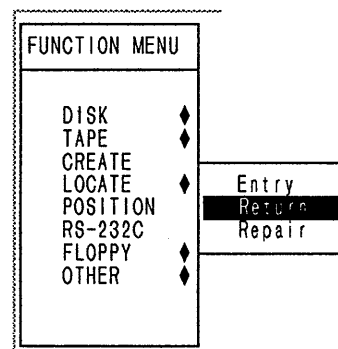 FUNCTION MENU
DISK ♦
TAPE ♦
CREATE
LOCATE ♦
POSITION
RS-232C
FLOPPY ♦
OTHER ♦
Entry
Return
Repair